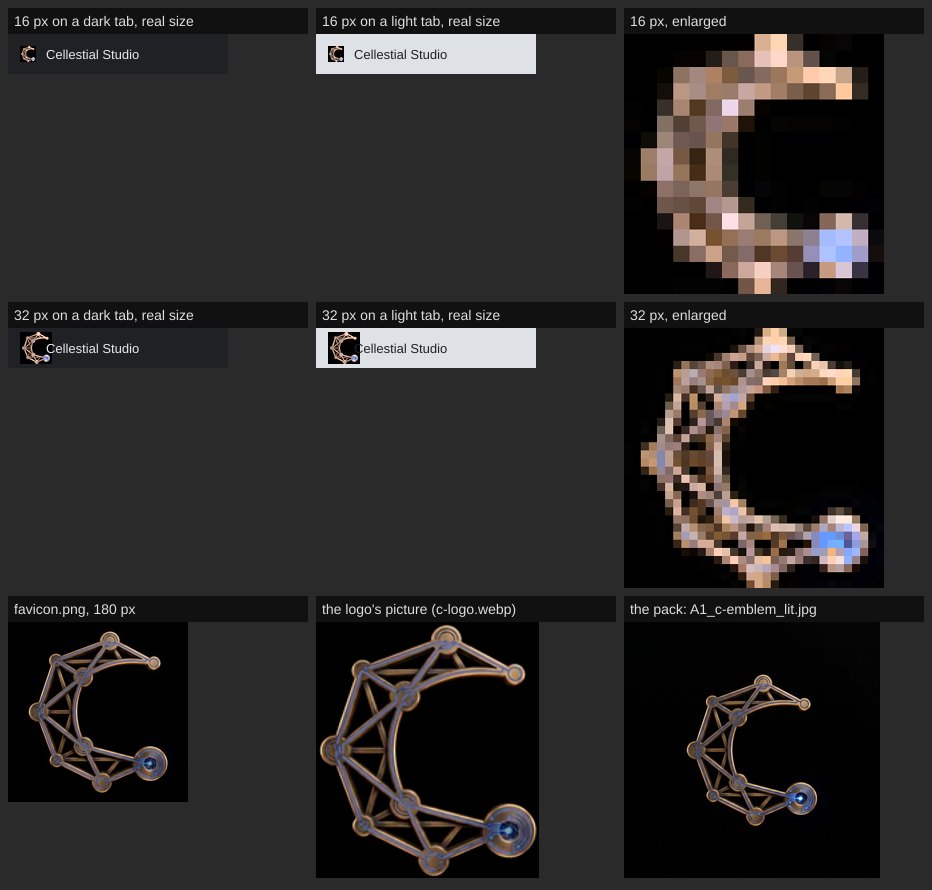 16 px on a dark tab, real size
16 px on a light tab, real size
16 px, enlarged
Cellestial Studio
Cellestial Studio
32 px on a dark tab, real size
32 px on a light tab, real size
32 px, enlarged
Cellestial Studio
Cellestial Studio
favicon.png, 180 px
the logo's picture (c-logo.webp)
the pack: A1_c-emblem_lit.jpg